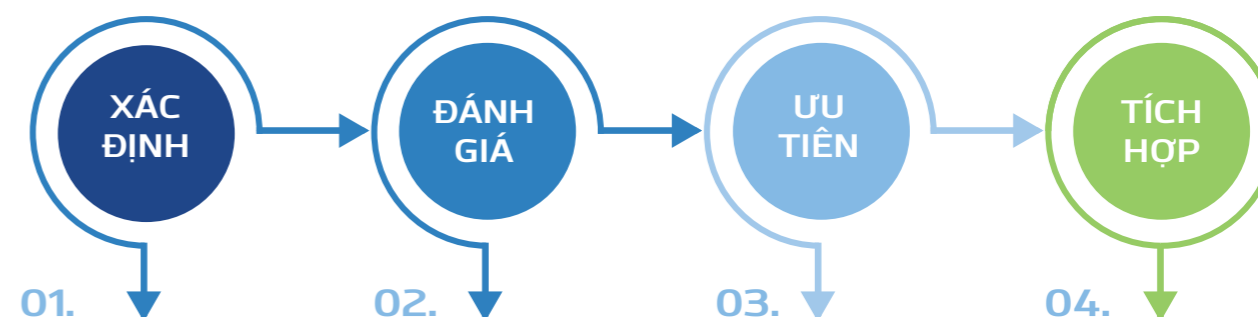 XÁC
ĐỊNH
ĐÁNH
GIÁ
ƯU
TIÊN
TÍCH
HỢP
01.
02.
03.
04.